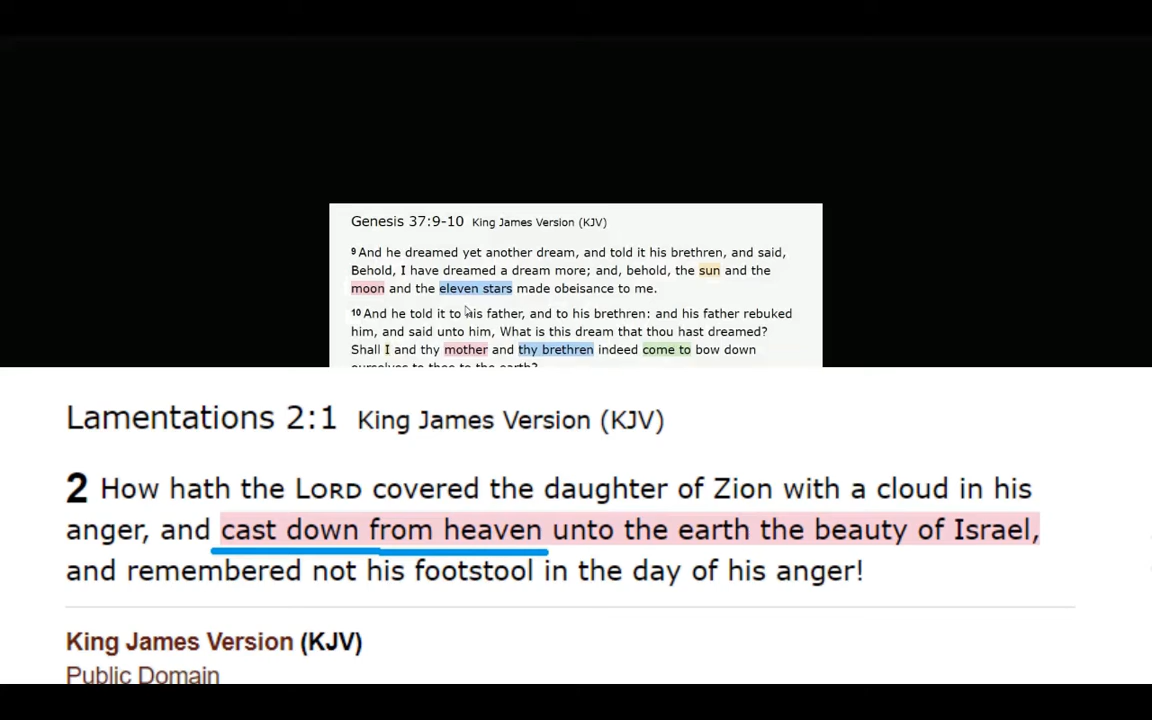 Genesis 37:9-10 King James Version (KJV)
9 And he dreamed yet another dream, and told it his brethren, and said,
Behold, I have dreamed a dream more; and, behold, the sun and the
moon and the eleven stars made obeisance to me.
10 And he told it to his father, and to his brethren: and his father rebuked
him, and said unto him, What is this dream that thou hast dreamed?
Shall I and thy mother and thy brethren indeed come to bow down
ourselves to thee to the earth?
Lamentations 2:1 King James Version (KJV)
2 How hath the LORD covered the daughter of Zion with a cloud in his
anger, and cast down from heaven unto the earth the beauty of Israel,
and remembered not his footstool in the day of his anger!
King James Version (KJV)
Public Domain